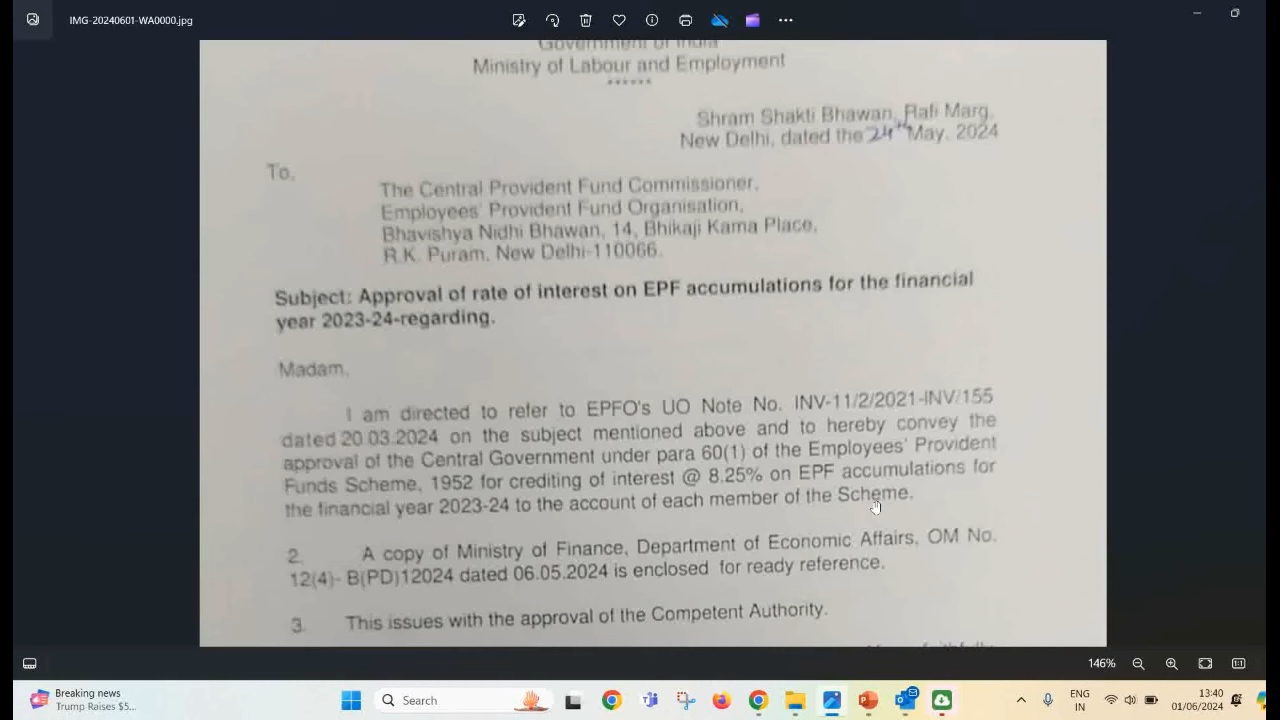 IMG-20240601-WA0000.jpg
Government of India
Ministry of Labour and Employment
******
Shram Shakti Bhawan, Rafi Marg,
New Delhi, dated the 24th May, 2024
To,
The Central Provident Fund Commissioner,
Employees' Provident Fund Organisation,
Bhavishya Nidhi Bhawan, 14, Bhikaji Kama Place,
R.K. Puram, New Delhi-110066.
Subject: Approval of rate of interest on EPF accumulations for the financial
year 2023-24-regarding.
Madam,
I am directed to refer to EPFO's UO Note No. INV-11/2/2021-INV/155
dated 20.03.2024 on the subject mentioned above and to hereby convey the
approval of the Central Government under para 60(1) of the Employees' Provident
Funds Scheme, 1952 for crediting of interest @ 8.25% on EPF accumulations for
the financial year 2023-24 to the account of each member of the Scheme.
2. A copy of Ministry of Finance, Department of Economic Affairs, OM No.
12(4)- B(PD)12024 dated 06.05.2024 is enclosed for ready reference.
3. This issues with the approval of the Competent Authority.
146%
1:1
Breaking news
Trump Raises $5...
Search
ENG
IN
13:40
01/06/2024